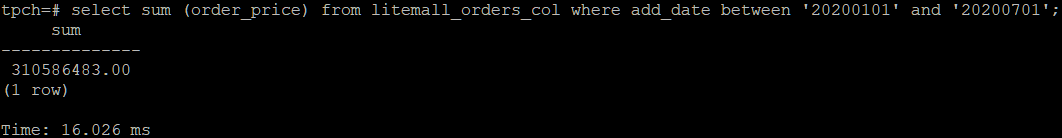 tpch=# select sum (order_price) from litemall_orders_col where add_date between '20200101' and '20200701';
sum
--------------
310586483.00
(1 row)
Time: 16.026 ms